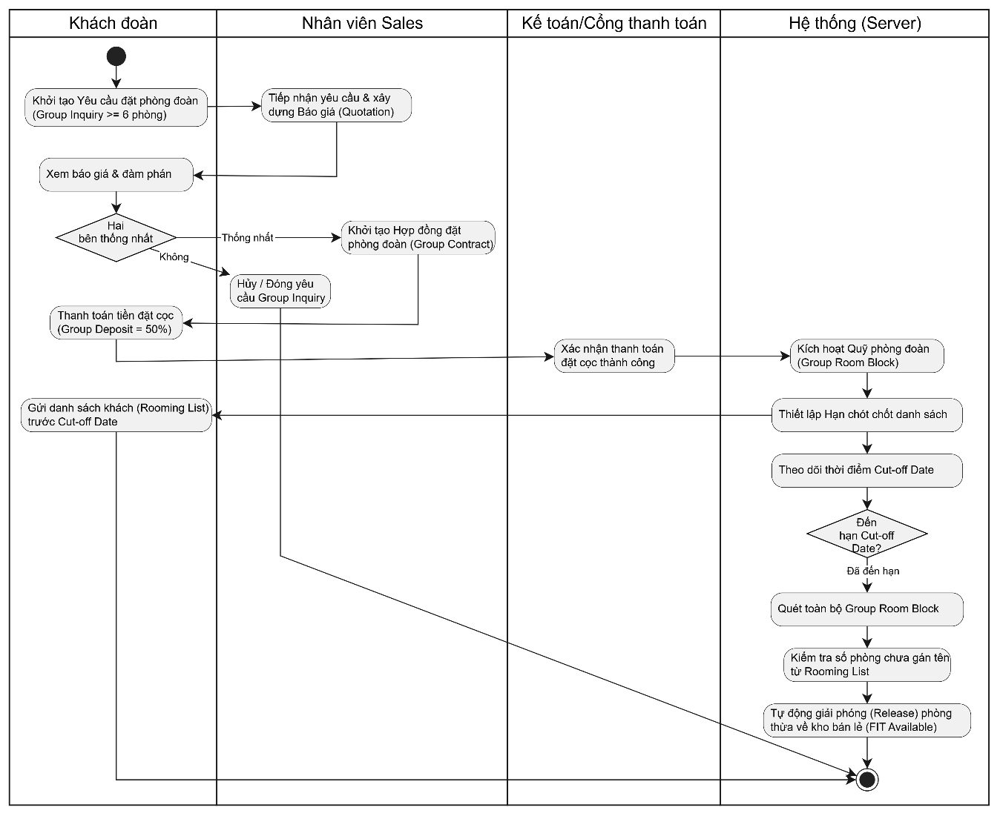 Khách đoàn
Nhân viên Sales
Kế toán/Cổng thanh toán
Hệ thống (Server)
Khởi tạo Yêu cầu đặt phòng đoàn
(Group Inquiry >= 6 phòng)
Tiếp nhận yêu cầu & xây
dựng Báo giá (Quotation)
Xem báo giá & đàm phán
Hai
bên thống nhất
Thống nhất
Khởi tạo Hợp đồng đặt
phòng đoàn (Group Contract)
Không
Hủy / Đóng yêu
cầu Group Inquiry
Thanh toán tiền đặt cọc
(Group Deposit = 50%)
Xác nhận thanh toán
đặt cọc thành công
Kích hoạt Quỹ phòng đoàn
(Group Room Block)
Gửi danh sách khách (Rooming List)
trước Cut-off Date
Thiết lập Hạn chót chốt danh sách
Theo dõi thời điểm Cut-off Date
Đến
hạn Cut-off
Date?
Đã đến hạn
Quét toàn bộ Group Room Block
Kiểm tra số phòng chưa gán tên
từ Rooming List
Tự động giải phóng (Release) phòng
thừa về kho bán lẻ (FIT Available)